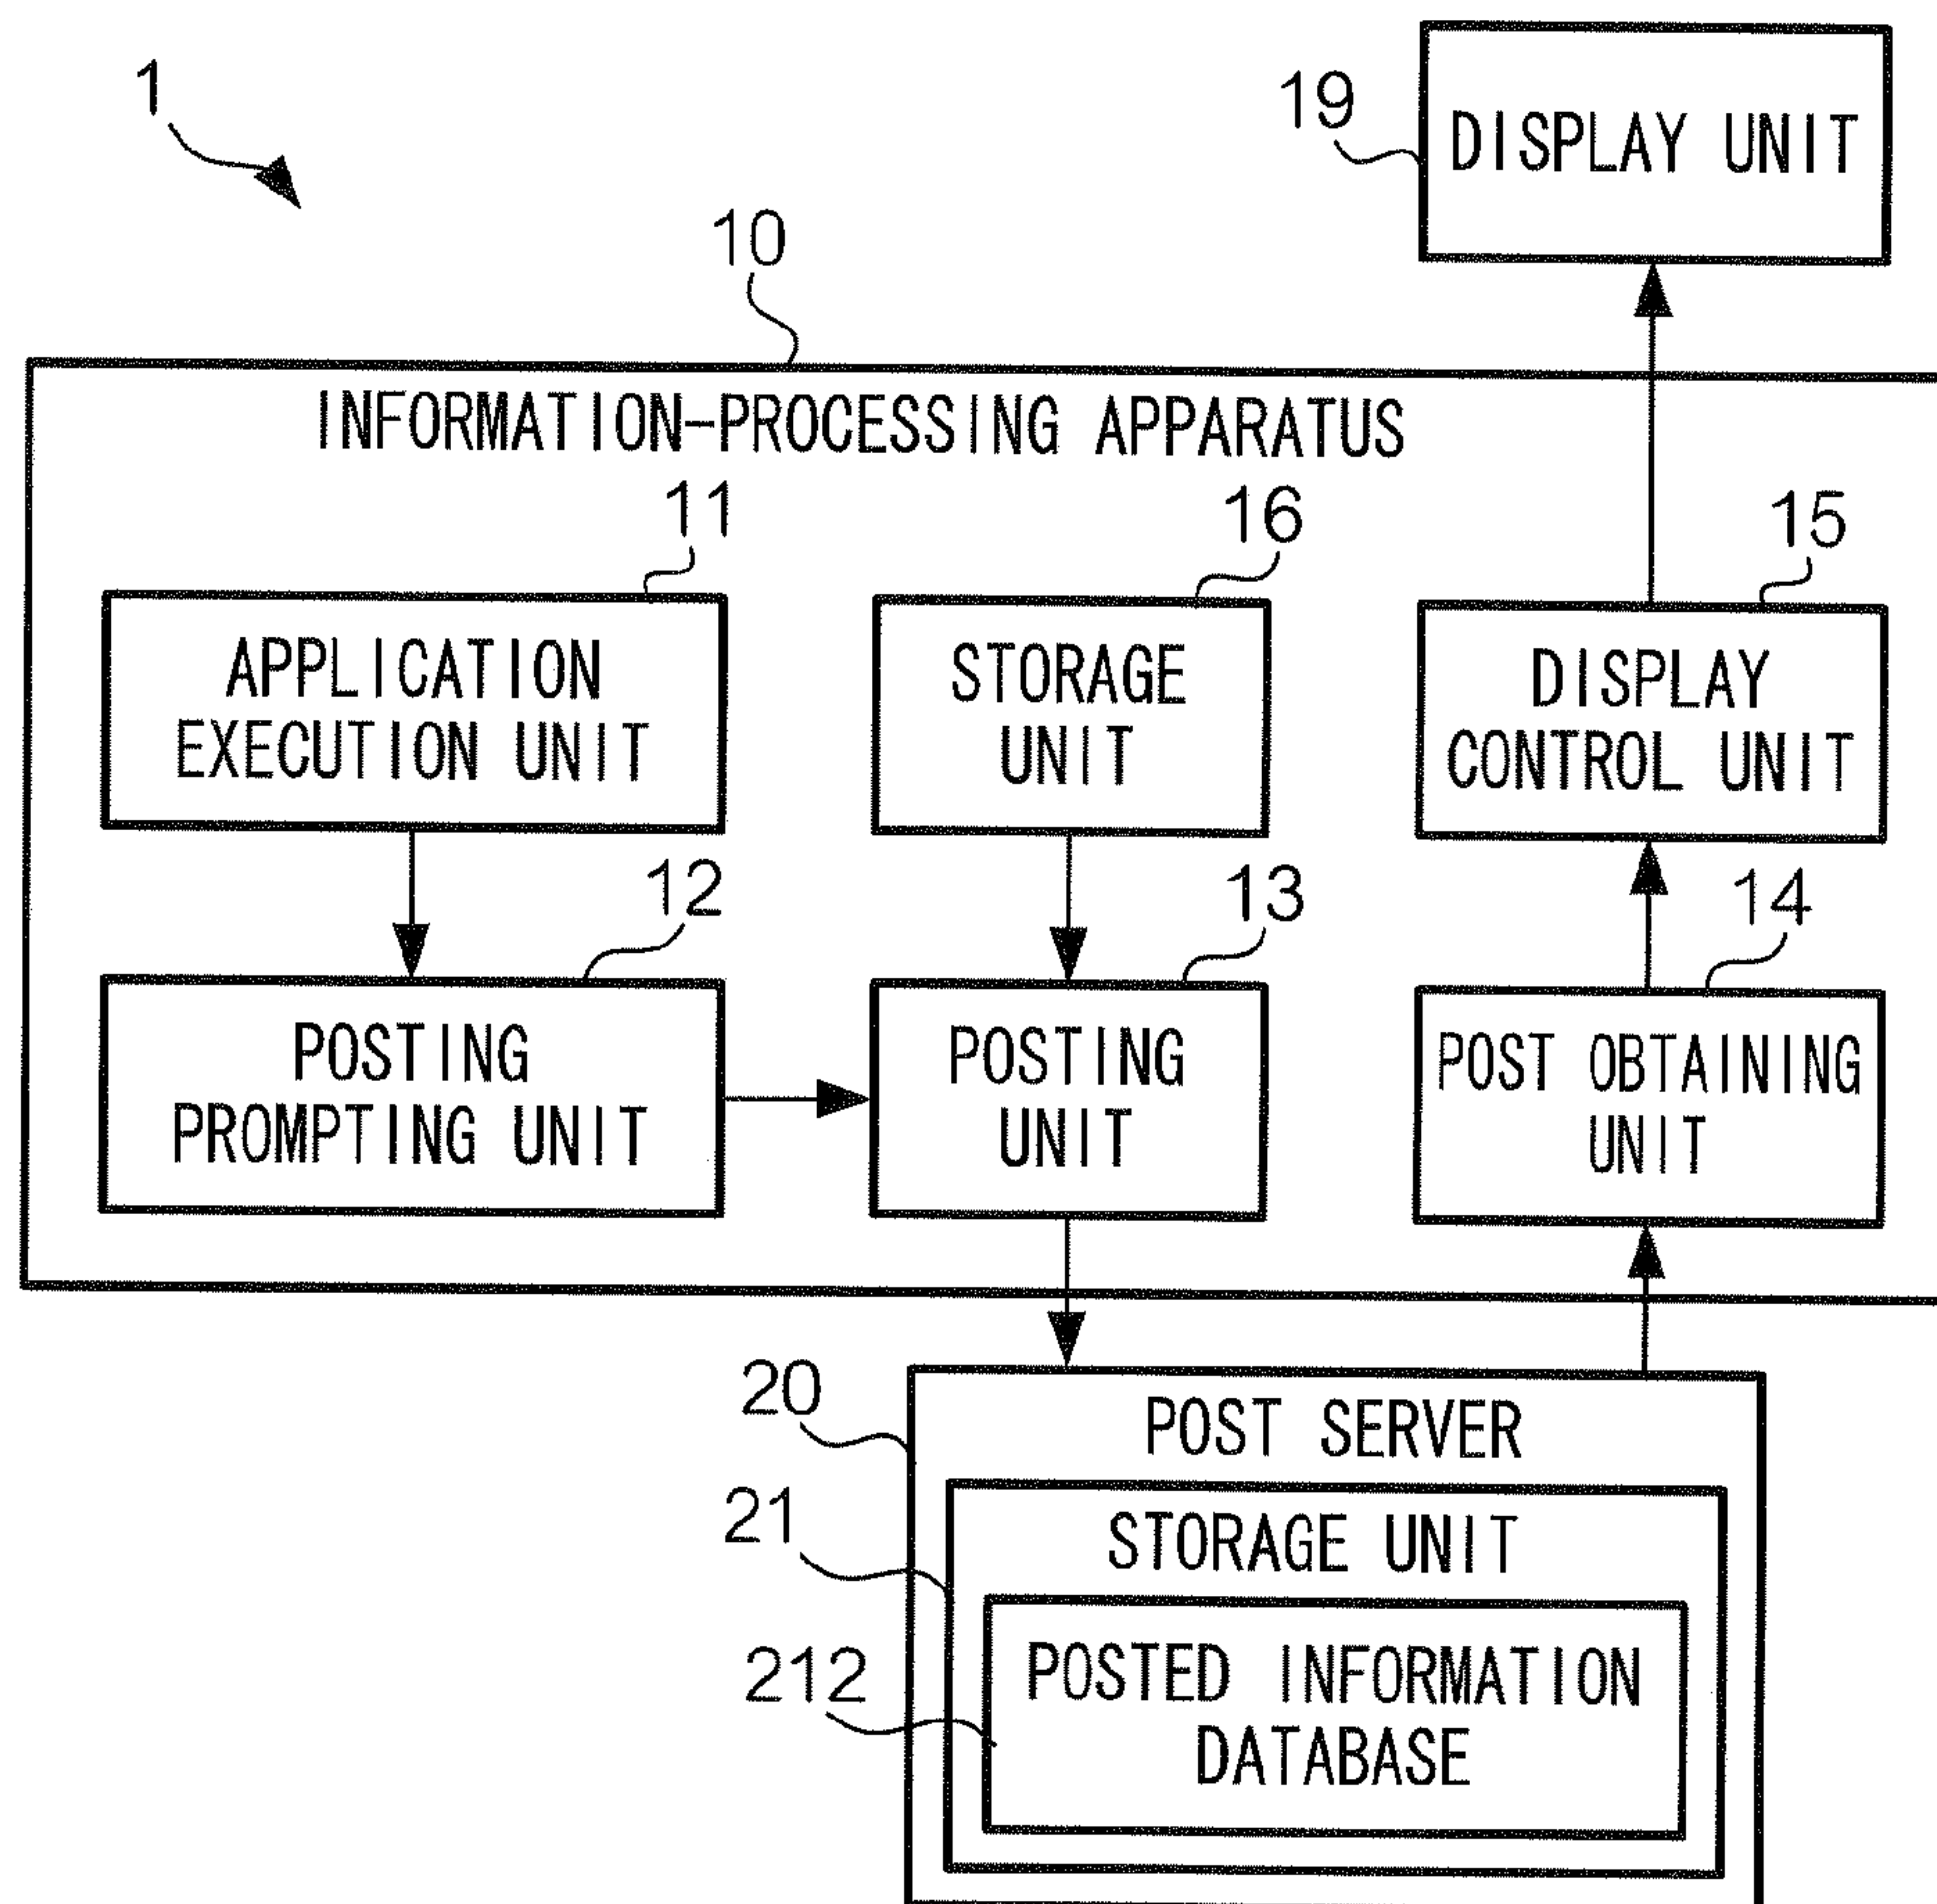 1
19
DISPLAY UNIT
10
INFORMATION-PROCESSING APPARATUS
11
16
15
APPLICATION
EXECUTION UNIT
STORAGE
UNIT
DISPLAY
CONTROL UNIT
12
13
14
POSTING
PROMPTING UNIT
POSTING
UNIT
POST OBTAINING
UNIT
20
POST SERVER
21
STORAGE UNIT
212
POSTED INFORMATION
DATABASE